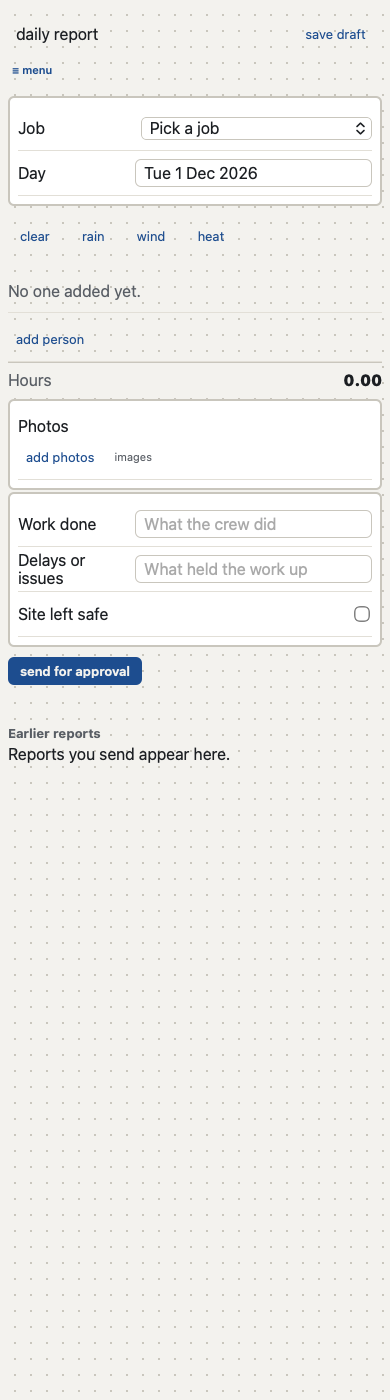 daily report
save draft
≡ menu
Job
Pick a job
Day
Tue 1 Dec 2026
clear rain wind heat
No one added yet.
add person
Hours 0.00
Photos
add photos images
Work done
What the crew did
Delays or
issues
What held the work up
Site left safe
send for approval
Earlier reports
Reports you send appear here.